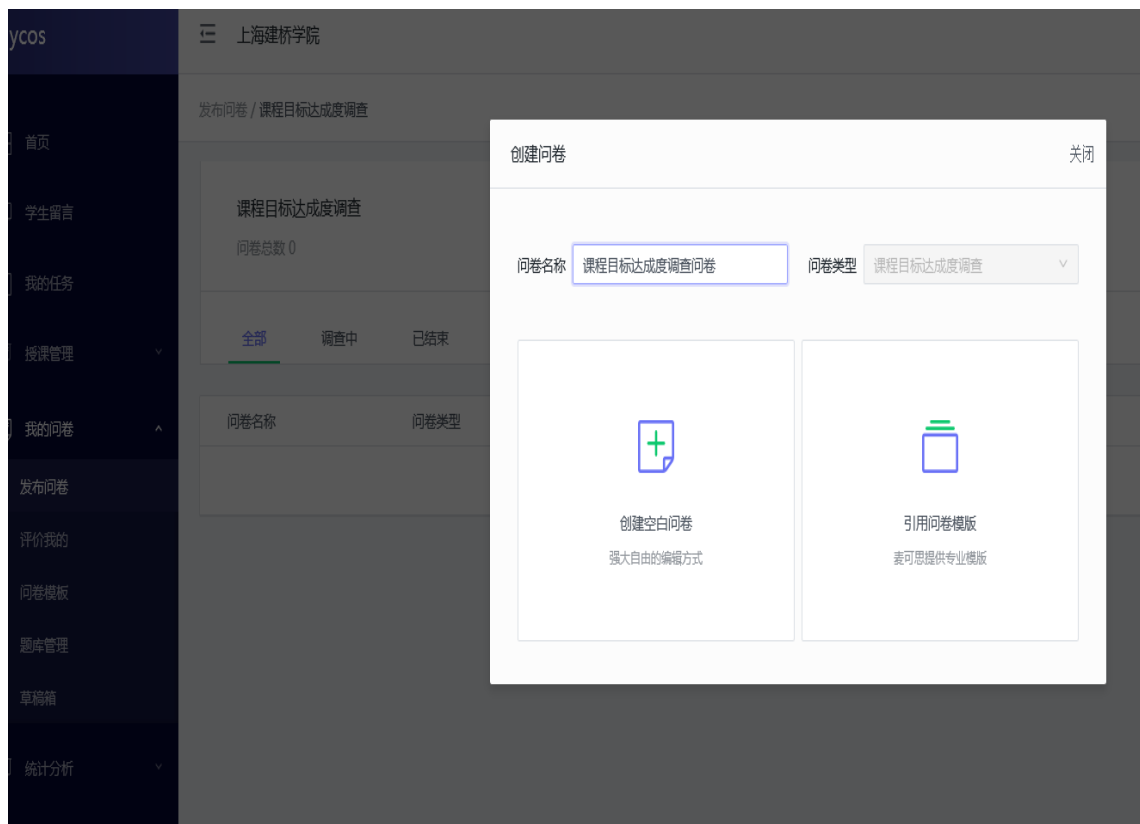 ycos
上海建桥学院
发布问卷 / 课程目标达成度调查
首页
学生留言
我的任务
授课管理
我的问卷
发布问卷
评价我的
问卷模板
题库管理
草稿箱
统计分析
课程目标达成度调查
问卷总数 0
全部 调查中 已结束
问卷名称 问卷类型
创建问卷 关闭
问卷名称 课程目标达成度调查问卷 问卷类型 课程目标达成度调查
创建空白问卷
强大自由的编辑方式
引用问卷模版
麦可思提供专业模版